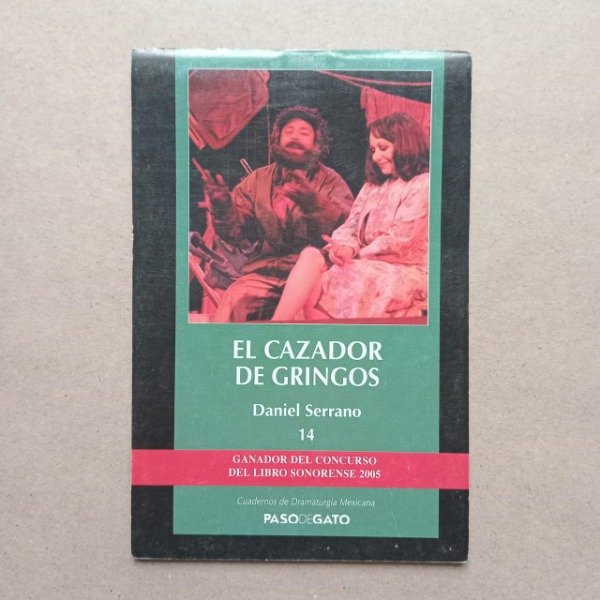 EL CAZADOR
DE GRINGOS
Daniel Serrano
14
GANADOR DEL CONCURSO
DEL LIBRO SONORENSE 2005
Cuadernos de Dramaturgia Mexicana
PASODEGATO